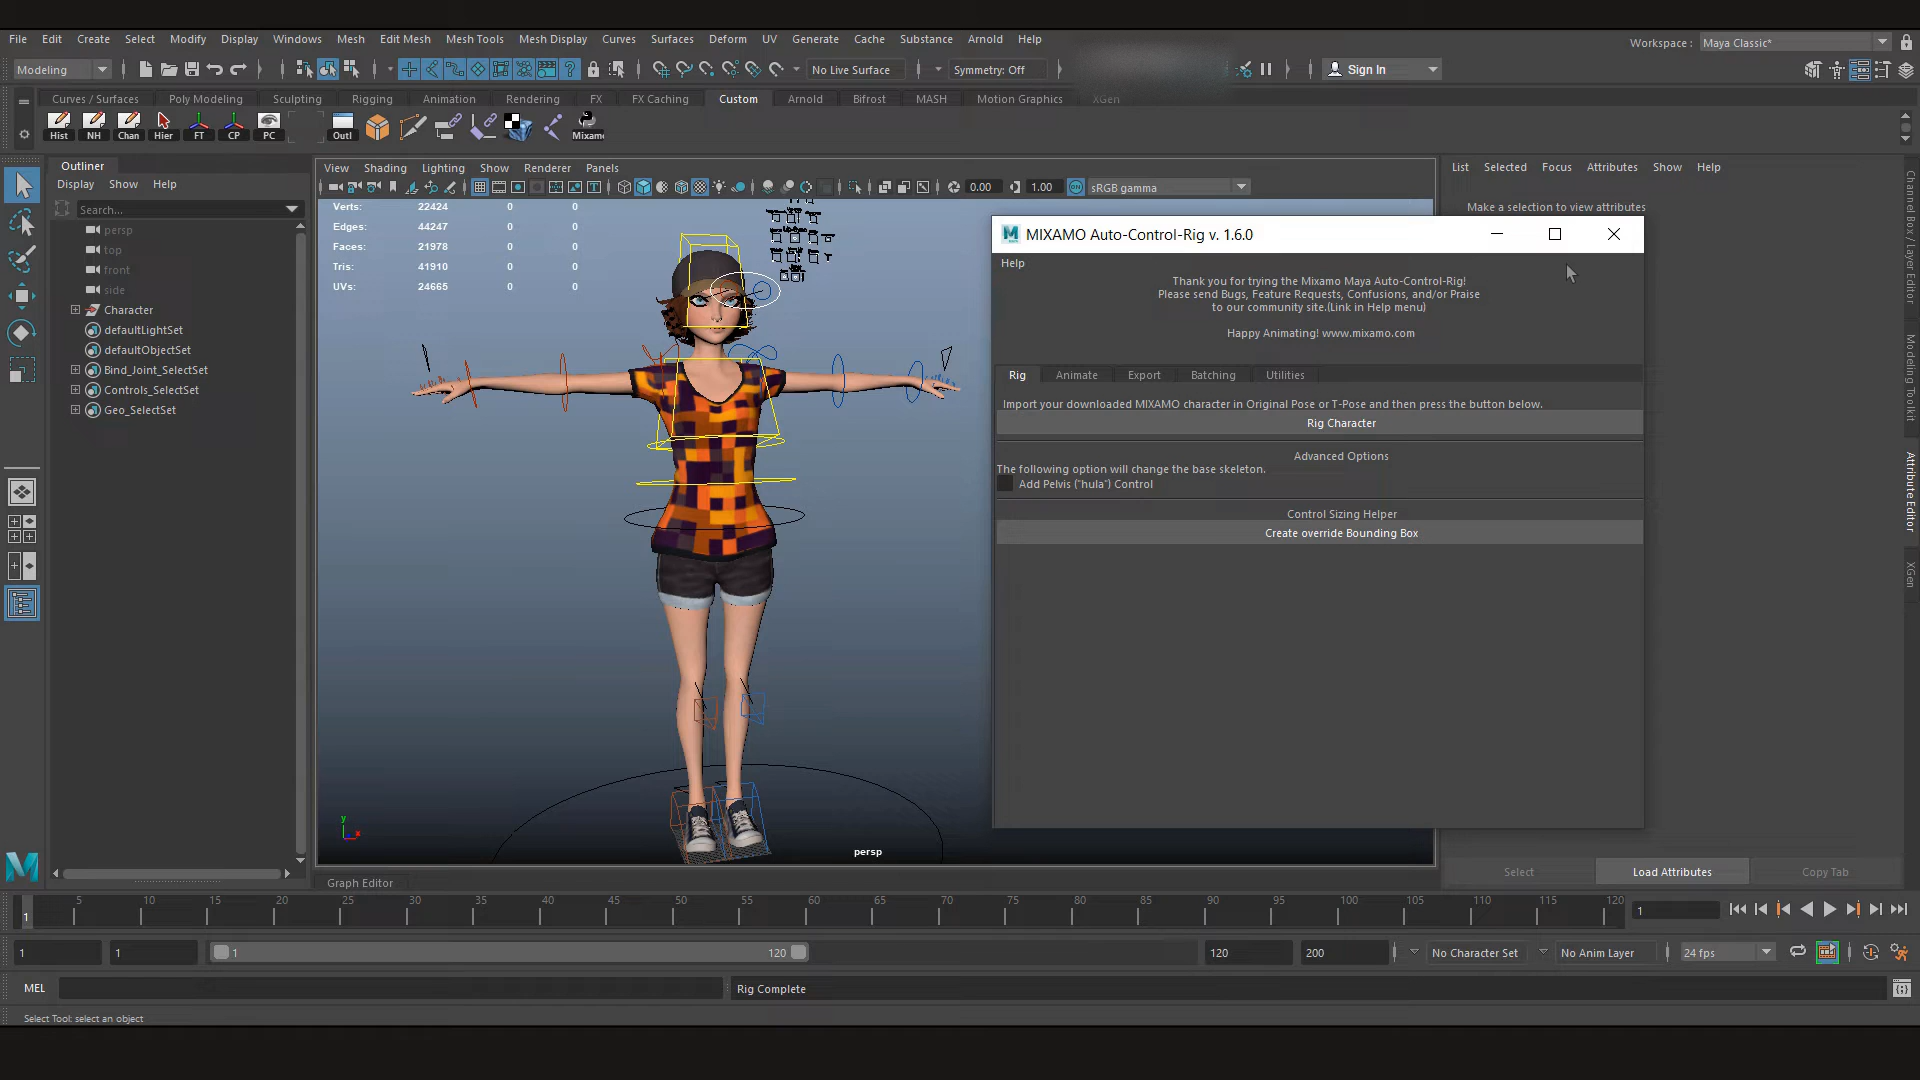 File Edit Create Select Modify Display Windows Mesh Edit Mesh Mesh Tools Mesh Display Curves Surfaces Deform UV Generate Cache Substance Arnold Help
Workspace : Maya Classic*
Modeling No Live Surface Symmetry: Off Sign In
Curves / Surfaces Poly Modeling Sculpting Rigging Animation Rendering FX FX Caching Custom Arnold Bifrost MASH Motion Graphics XGen
Hist NH Chan Hier FT CP PC Outl Mixamo
Outliner
Display Show Help
Search...
persp
top
front
side
Character
defaultLightSet
defaultObjectSet
Bind_Joint_SelectSet
Controls_SelectSet
Geo_SelectSet
View Shading Lighting Show Renderer Panels
0.00 1.00 ON sRGB gamma
Verts: 22424 0 0
Edges: 44247 0 0
Faces: 21978 0 0
Tris: 41910 0 0
UVs: 24665 0 0
y
x
persp
List Selected Focus Attributes Show Help
Make a selection to view attributes
MIXAMO Auto-Control-Rig v. 1.6.0
Help
Thank you for trying the Mixamo Maya Auto-Control-Rig!
Please send Bugs, Feature Requests, Confusions, and/or Praise
to our community site.(Link in Help menu)
Happy Animating! www.mixamo.com
Rig Animate Export Batching Utilities
Import your downloaded MIXAMO character in Original Pose or T-Pose and then press the button below.
Rig Character
Advanced Options
The following option will change the base skeleton.
Add Pelvis ("hula") Control
Control Sizing Helper
Create override Bounding Box
Channel Box / Layer Editor
Modeling Toolkit
Attribute Editor
XGen
Select Load Attributes Copy Tab
Graph Editor
1 5 10 15 20 25 30 35 40 45 50 55 60 65 70 75 80 85 90 95 100 105 110 115 120 1
1 1 1 120 120 200 No Character Set No Anim Layer 24 fps
MEL Rig Complete
Select Tool: select an object